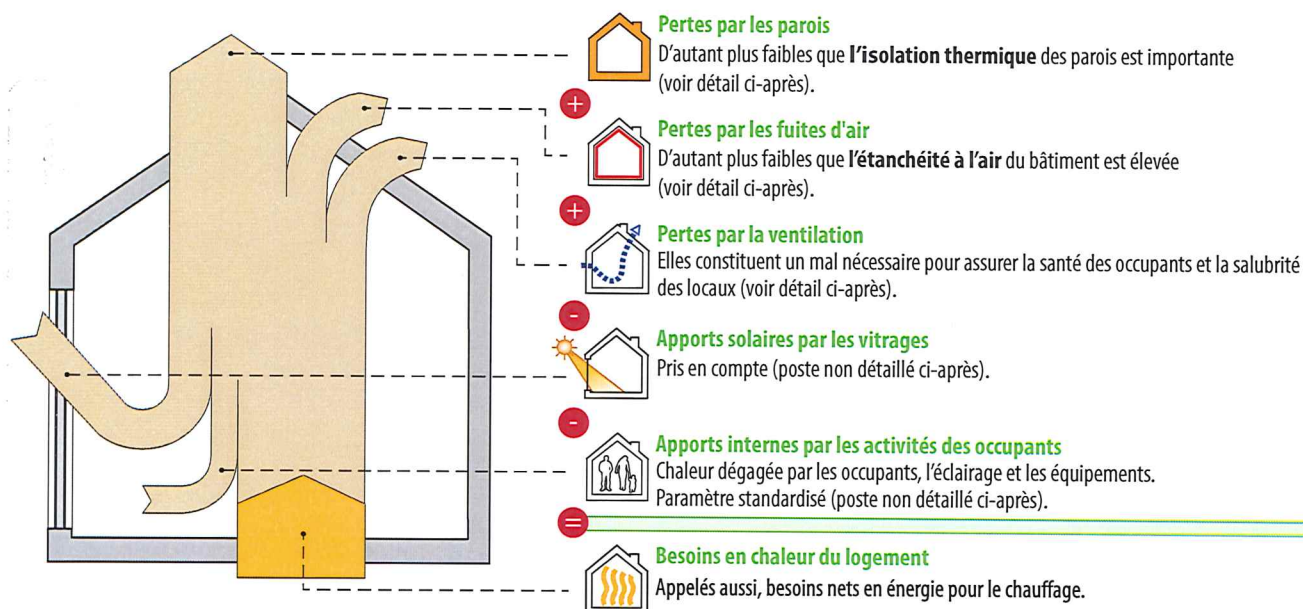 Pertes par les parois
D'autant plus faibles que l'isolation thermique des parois est importante
(voir détail ci-après).
+
Pertes par les fuites d'air
D'autant plus faibles que l'étanchéité à l'air du bâtiment est élevée
(voir détail ci-après).
+
Pertes par la ventilation
Elles constituent un mal nécessaire pour assurer la santé des occupants et la salubrité
des locaux (voir détail ci-après).
-
Apports solaires par les vitrages
Pris en compte (poste non détaillé ci-après).
-
Apports internes par les activités des occupants
Chaleur dégagée par les occupants, l'éclairage et les équipements.
Paramètre standardisé (poste non détaillé ci-après).
=
Besoins en chaleur du logement
Appelés aussi, besoins nets en énergie pour le chauffage.